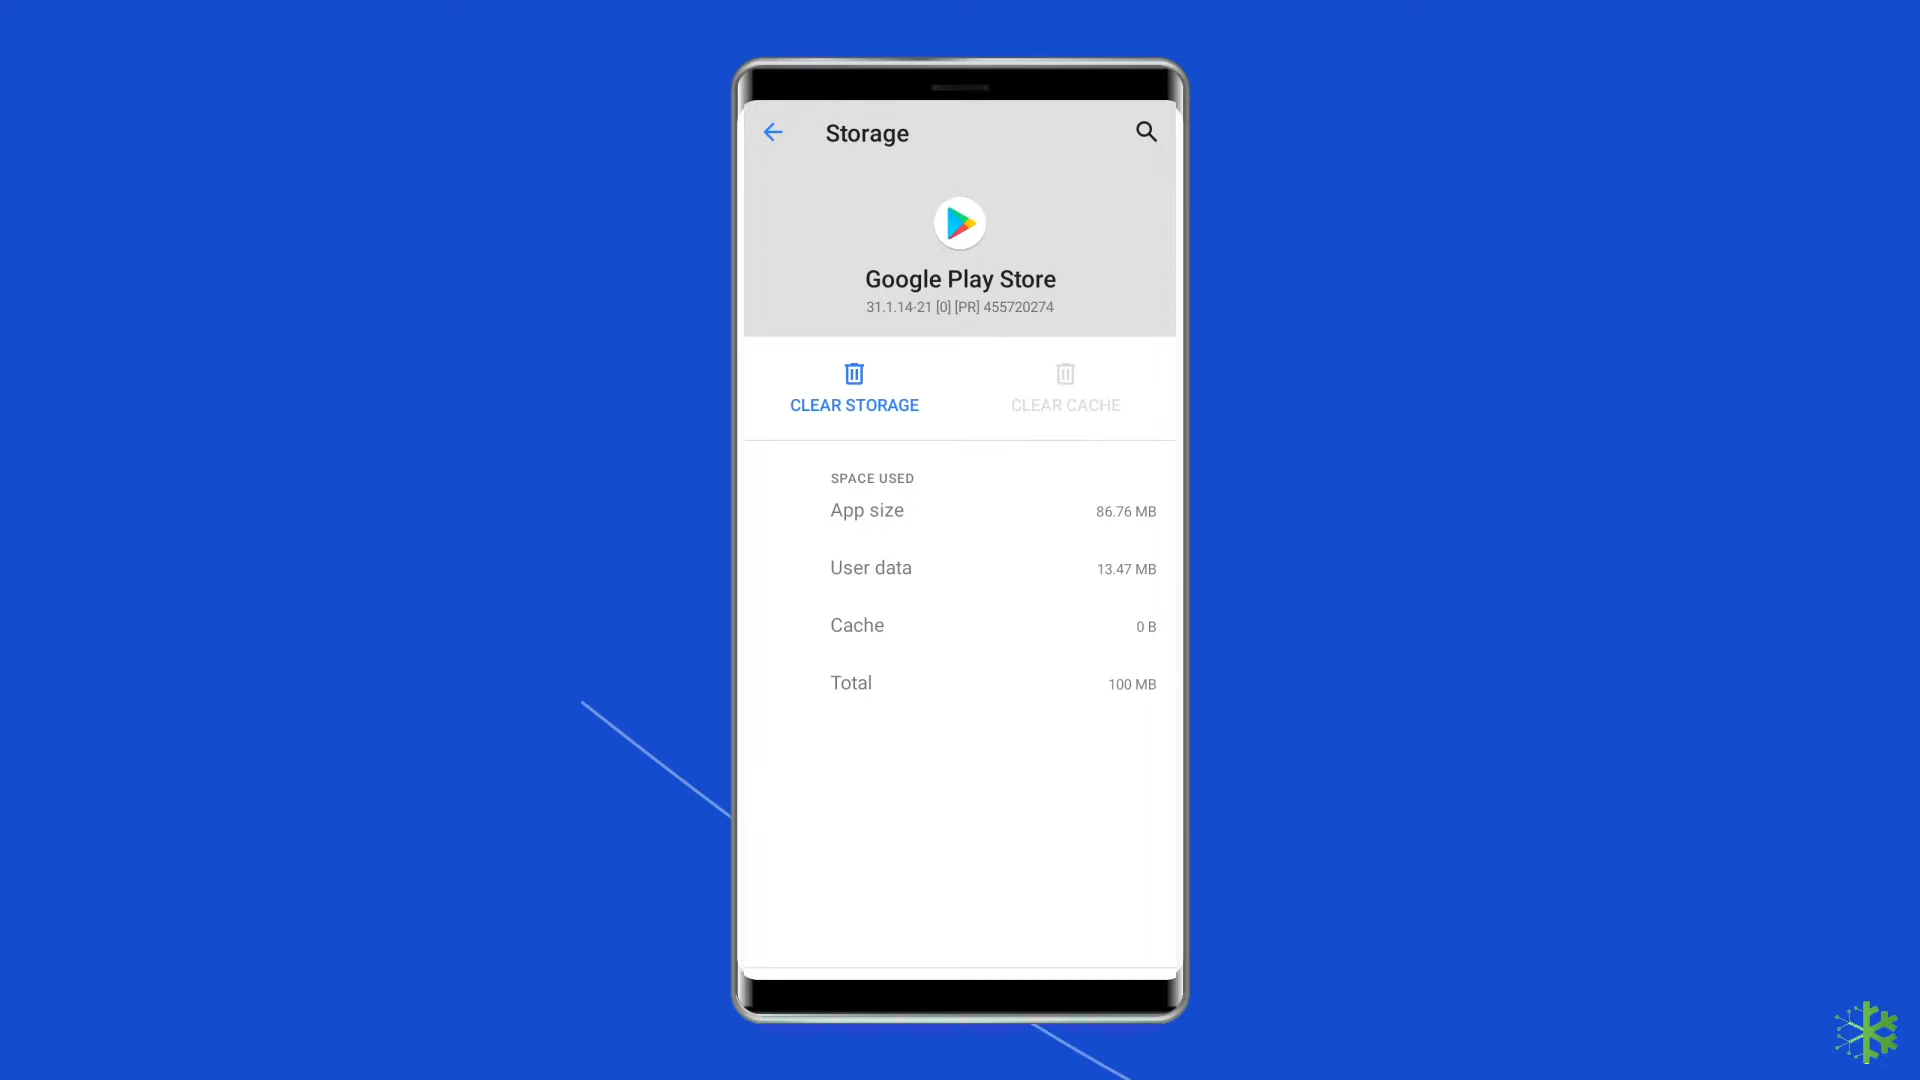 Storage
Google Play Store
31.1.14-21 [0] [PR] 455720274
CLEAR STORAGE
CLEAR CACHE
SPACE USED
App size
86.76 MB
User data
13.47 MB
Cache
0 B
Total
100 MB